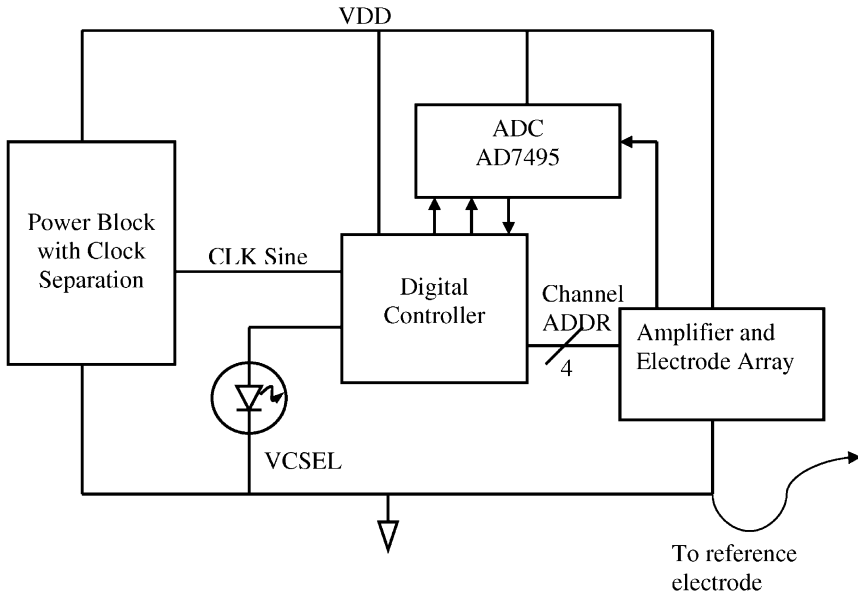 VDD
ADC
AD7495
Power Block
with Clock
Separation
CLK Sine
Digital
Controller
Channel
ADDR
4
Amplifier and
Electrode Array
VCSEL
To reference
electrode